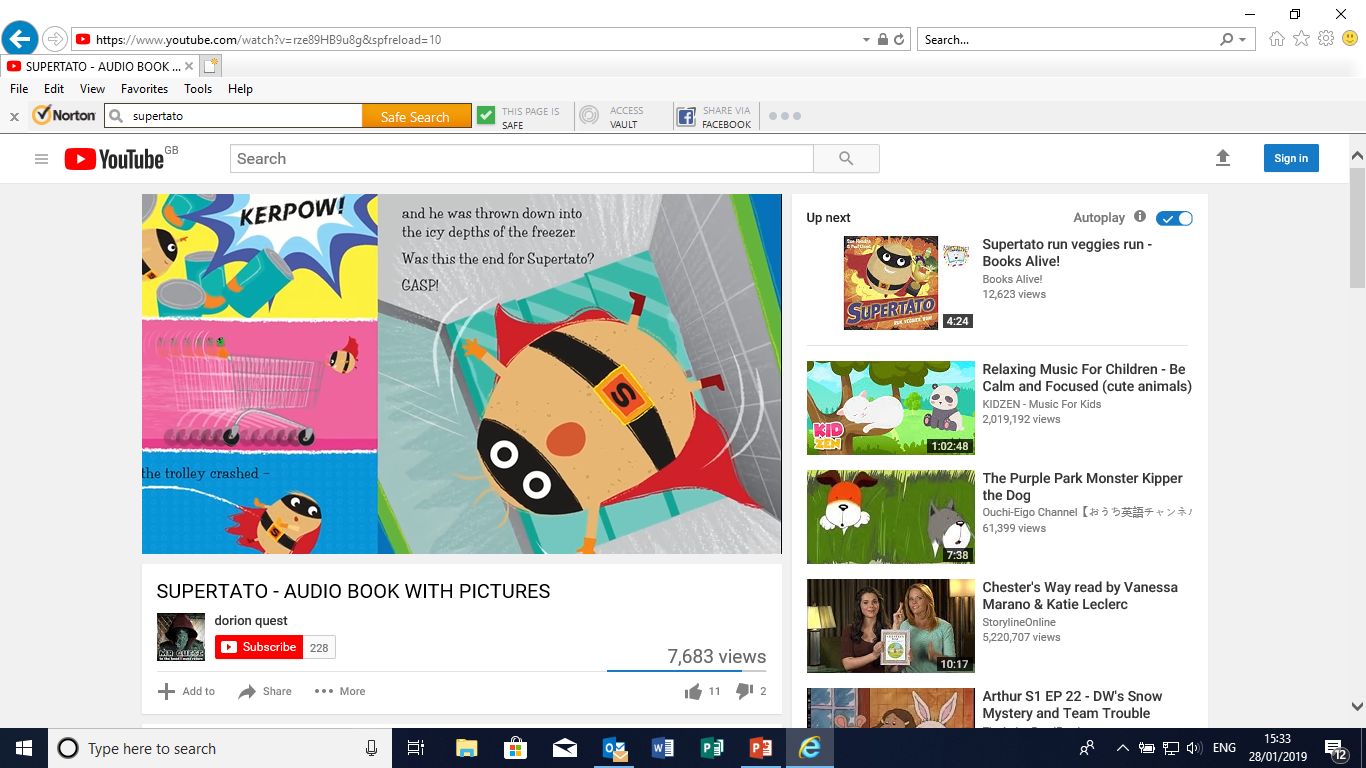 https://www.youtube.com/watch?v=rze89HB9u8g&spfreload=10
Search...
SUPERTATO - AUDIO BOOK ...
File Edit View Favorites Tools Help
Norton
supertato
Safe Search
THIS PAGE IS
SAFE
ACCESS
VAULT
SHARE VIA
FACEBOOK
YouTube GB
Search
Sign in
KERPOW!
the trolley crashed –
and he was thrown down into
the icy depths of the freezer.
Was this the end for Supertato?
GASP!
S
SUPERTATO - AUDIO BOOK WITH PICTURES
dorion quest
Subscribe 228
7,683 views
Add to Share More
11 2
Up next
Autoplay
SUPERTATO
4:24
Supertato run veggies run -
Books Alive!
Books Alive!
12,623 views
KID
ZEN
1:02:48
Relaxing Music For Children - Be
Calm and Focused (cute animals)
KIDZEN - Music For Kids
2,019,192 views
7:38
The Purple Park Monster Kipper
the Dog
Ouchi-Eigo Channel【おうち英語チャンネル
61,399 views
10:17
Chester's Way read by Vanessa
Marano & Katie Leclerc
StorylineOnline
5,220,707 views
Arthur S1 EP 22 - DW's Snow
Mystery and Team Trouble
Type here to search
ENG
15:33
28/01/2019
12